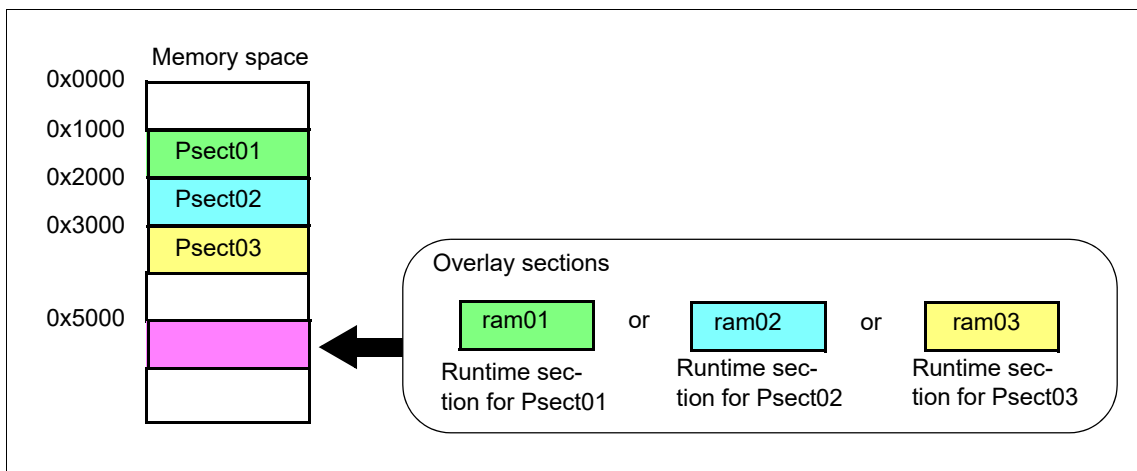 Memory space
0x0000
0x1000
Psect01
0x2000
Psect02
0x3000
Psect03
Overlay sections
0x5000
ram01 or ram02 or ram03
Runtime sec-
tion for Psect01
Runtime sec-
tion for Psect02
Runtime sec-
tion for Psect03